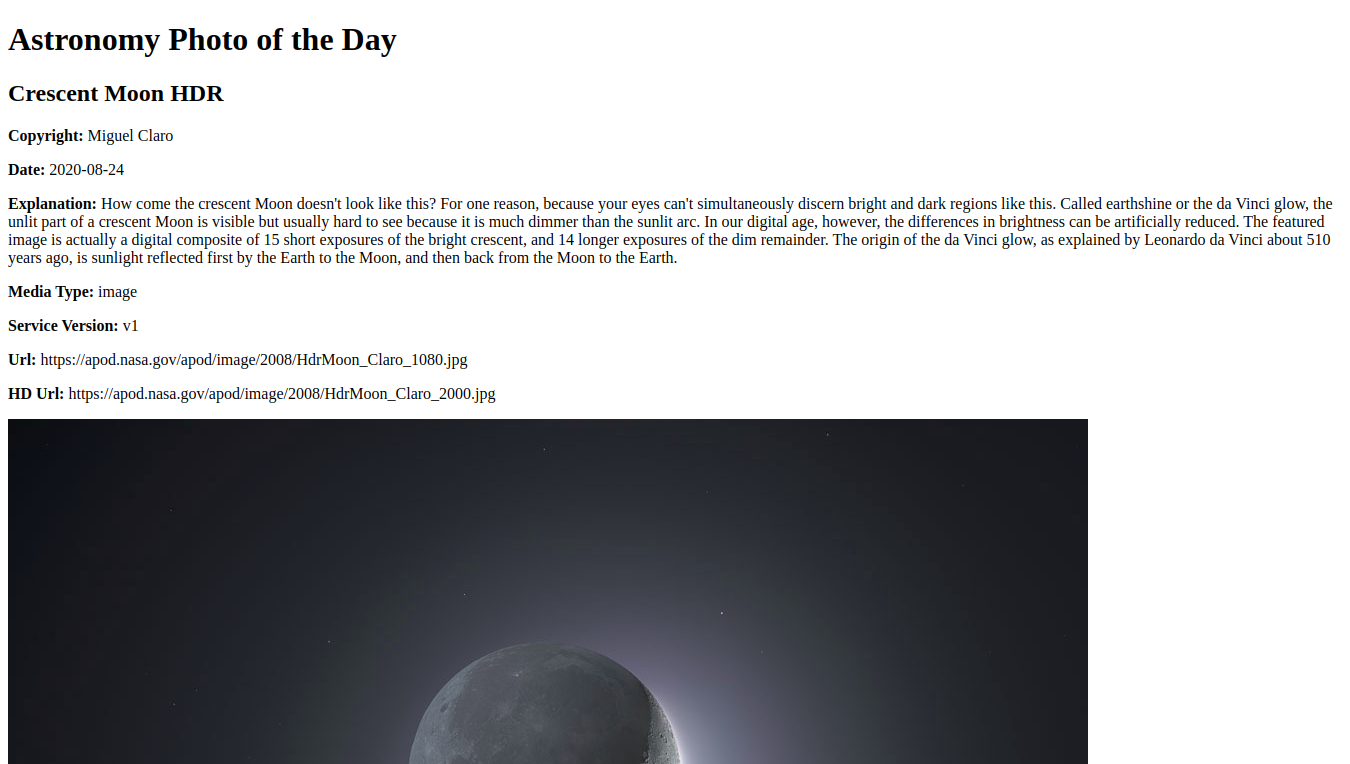 Astronomy Photo of the Day
Crescent Moon HDR
Copyright: Miguel Claro
Date: 2020-08-24
Explanation: How come the crescent Moon doesn't look like this? For one reason, because your eyes can't simultaneously discern bright and dark regions like this. Called earthshine or the da Vinci glow, the
unlit part of a crescent Moon is visible but usually hard to see because it is much dimmer than the sunlit arc. In our digital age, however, the differences in brightness can be artificially reduced. The featured
image is actually a digital composite of 15 short exposures of the bright crescent, and 14 longer exposures of the dim remainder. The origin of the da Vinci glow, as explained by Leonardo da Vinci about 510
years ago, is sunlight reflected first by the Earth to the Moon, and then back from the Moon to the Earth.
Media Type: image
Service Version: v1
Url: https://apod.nasa.gov/apod/image/2008/HdrMoon_Claro_1080.jpg
HD Url: https://apod.nasa.gov/apod/image/2008/HdrMoon_Claro_2000.jpg